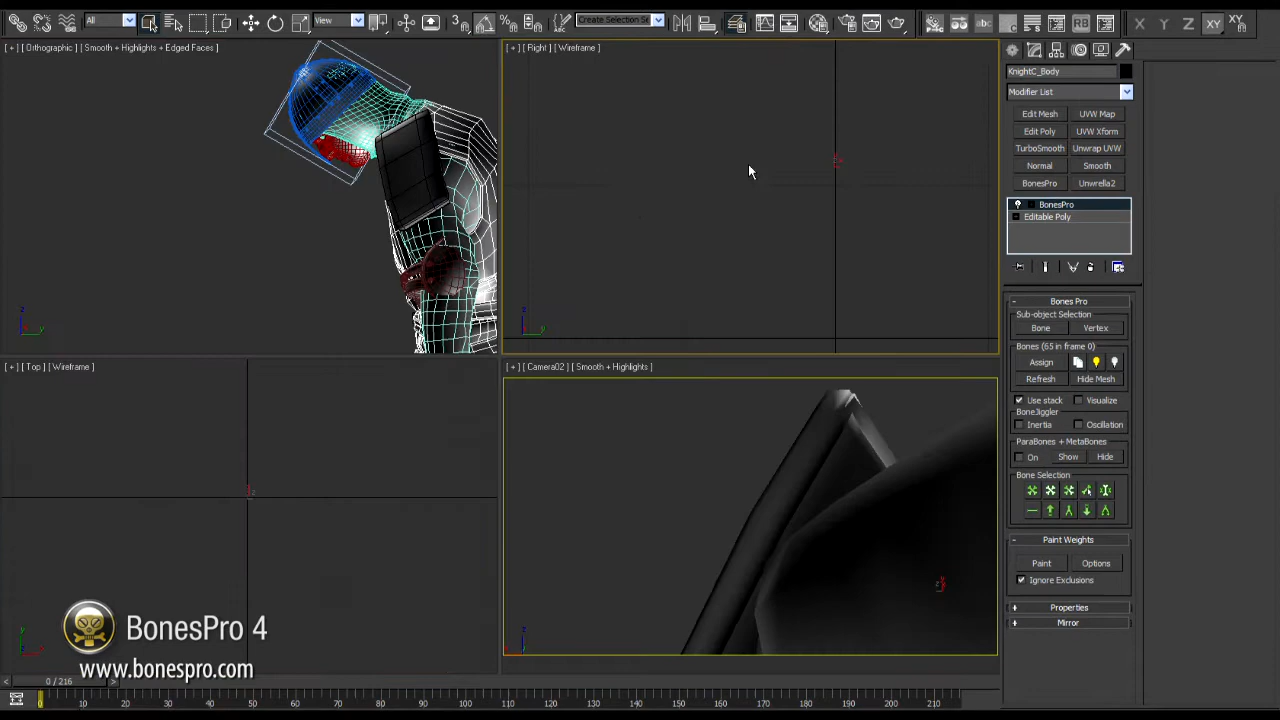 All
View
3
%
Create Selection Se
abc
RB
X
Y
Z
XY
XY
[ + ] [ Orthographic ] [ Smooth + Highlights + Edged Faces ]
[ + ] [ Right ] [ Wireframe ]
KnightC_Body
Modifier List
Edit Mesh
UVW Map
Edit Poly
UVW Xform
TurboSmooth
Unwrap UVW
Normal
Smooth
BonesPro
Unwrella2
BonesPro
Editable Poly
Bones Pro
Sub-object Selection
Bone
Vertex
Bones (65 in frame 0)
Assign
Refresh
Hide Mesh
Use stack
Visualize
BoneJiggler
Inertia
Oscillation
ParaBones + MetaBones
On
Show
Hide
Bone Selection
Paint Weights
Paint
Options
Ignore Exclusions
Properties
Mirror
[ + ] [ Top ] [ Wireframe ]
[ + ] [ Camera02 ] [ Smooth + Highlights ]
BonesPro 4
www.bonespro.com
0 / 216
0 10 20 30 40 50 60 70 80 90 100 110 120 130 140 150 160 170 180 190 200 210